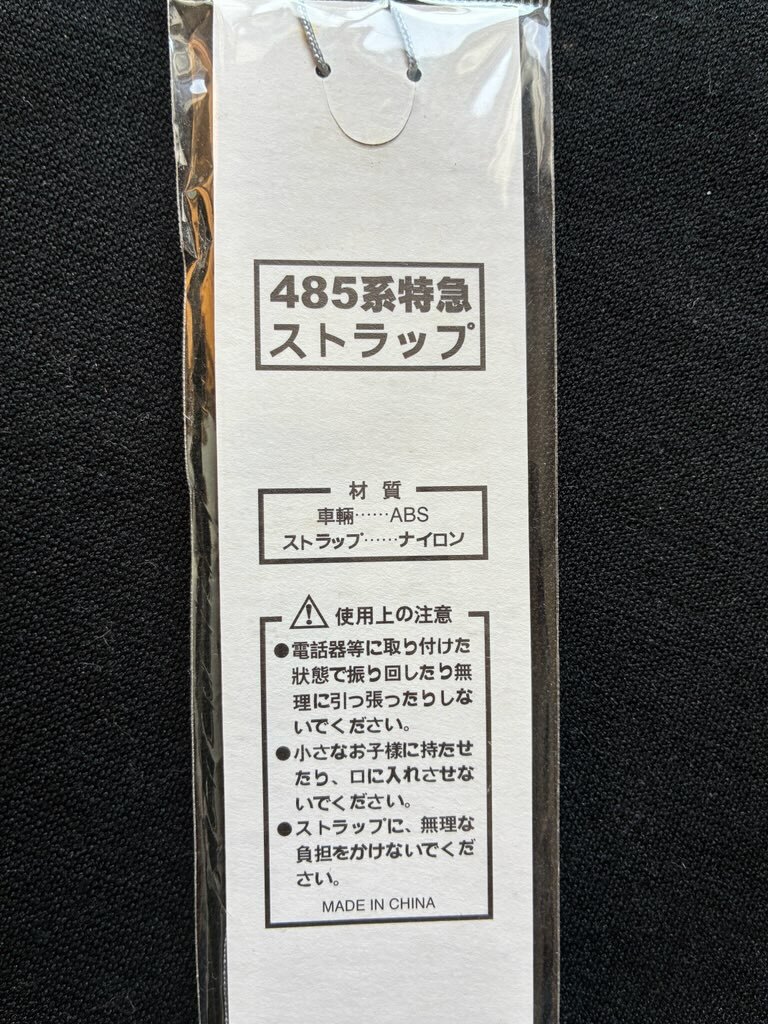 485系特急
ストラップ
材 質
車輛……ABS
ストラップ……ナイロン
使用上の注意
●電話器等に取り付けた
狀態で振り回したり無
理に引っ張ったりしな
いでください。
●小さなお子様に持たせ
たり、口に入れさせな
いでください。
●ストラップに、無理な
負担をかけないでくだ
さい。
MADE IN CHINA